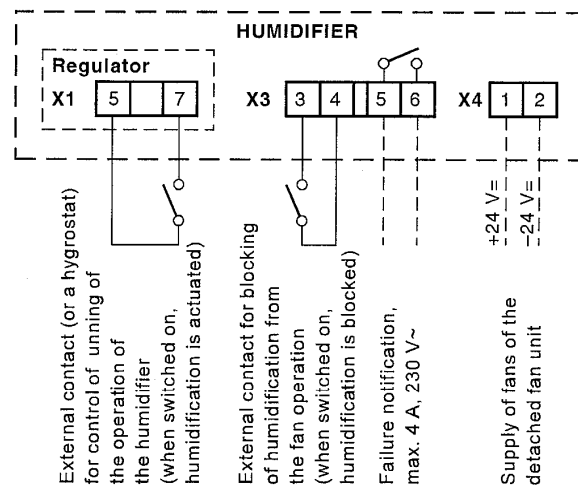 HUMIDIFIER
Regulator
X1 5 7
X3 3 4 5 6
X4 1 2
+24 V=
−24 V=
External contact (or a hygrostat)
for control of unning of
the operation of
the humidifier
(when switched on,
humidification is actuated)
External contact for blocking
of humidification from
the fan operation
(when switched on,
humidification is blocked)
Failure notification,
max. 4 A, 230 V~
Supply of fans of the
detached fan unit